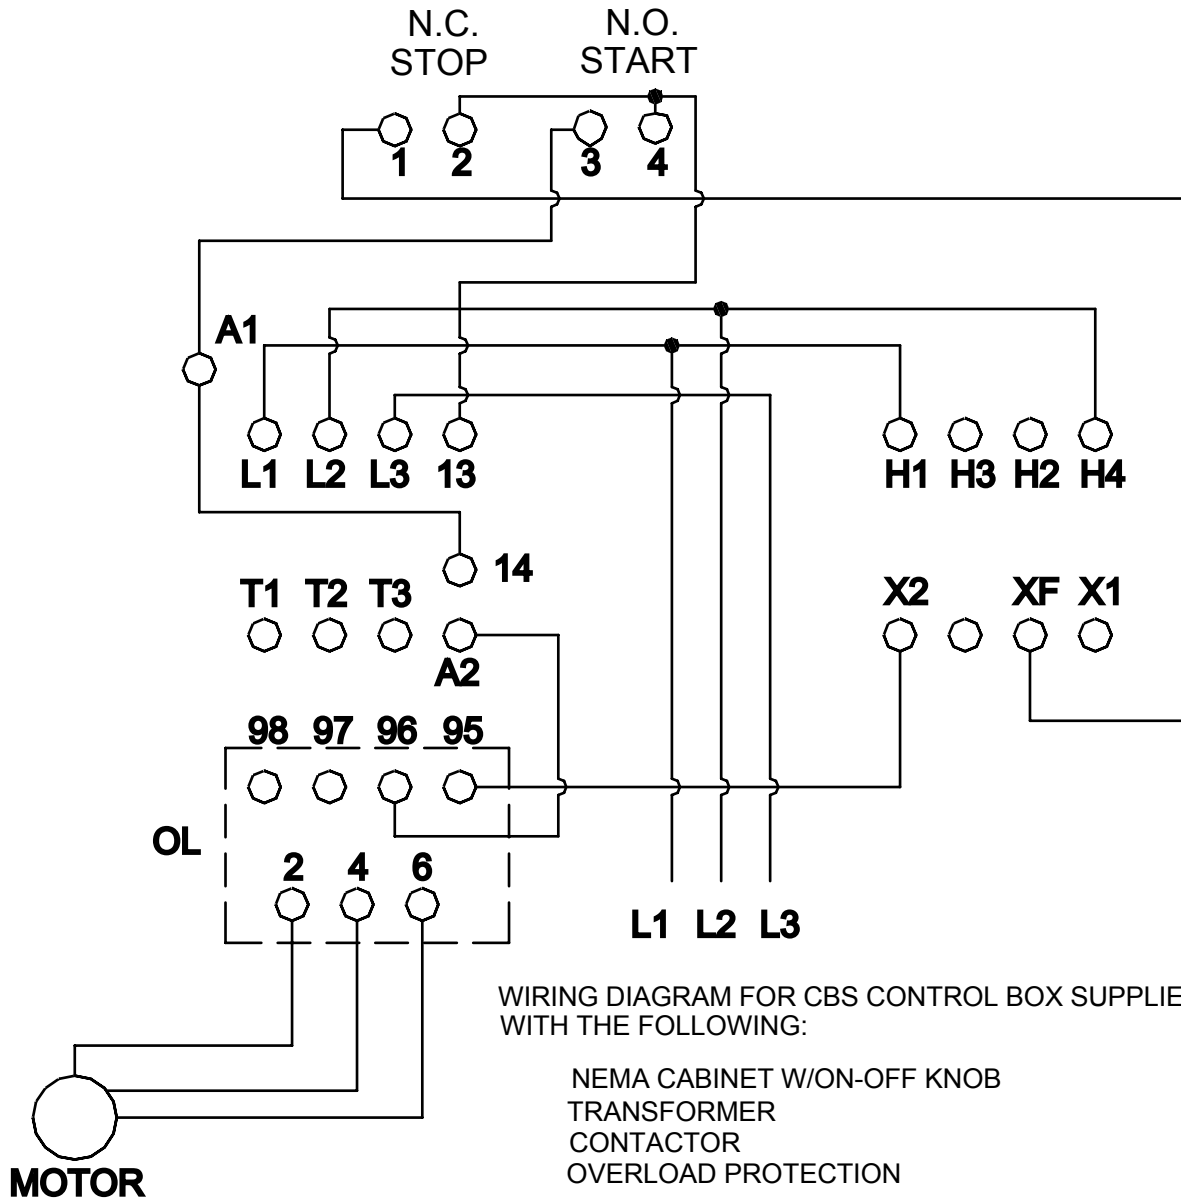 N.C. N.O.
STOP START
1 2 3 4
A1
L1 L2 L3 13 H1 H3 H2 H4
14
T1 T2 T3 X2 XF X1
A2
98 97 96 95
OL
2 4 6
L1 L2 L3
WIRING DIAGRAM FOR CBS CONTROL BOX SUPPLIE
WITH THE FOLLOWING:
NEMA CABINET W/ON-OFF KNOB
TRANSFORMER
CONTACTOR
OVERLOAD PROTECTION
MOTOR